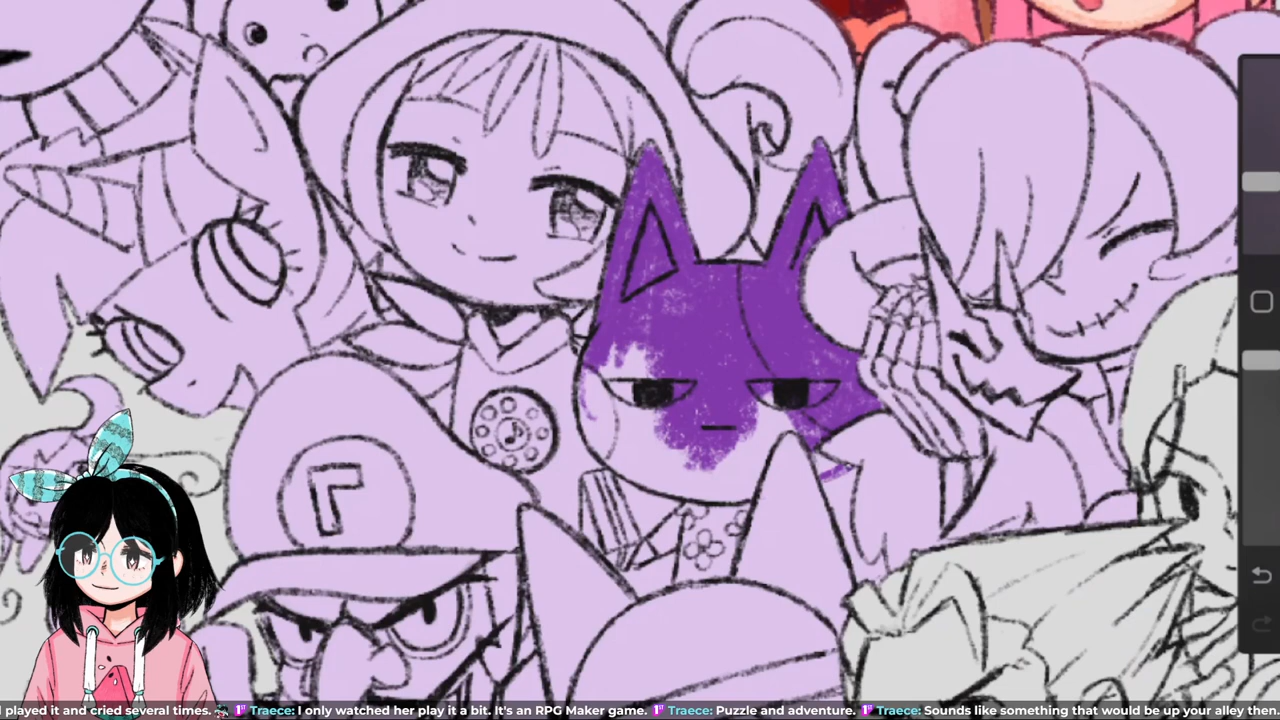 I played it and cried several times. Traece: I only watched her play it a bit. It's an RPG Maker game. Traece: Puzzle and adventure. Traece: Sounds like something that would be up your alley then.